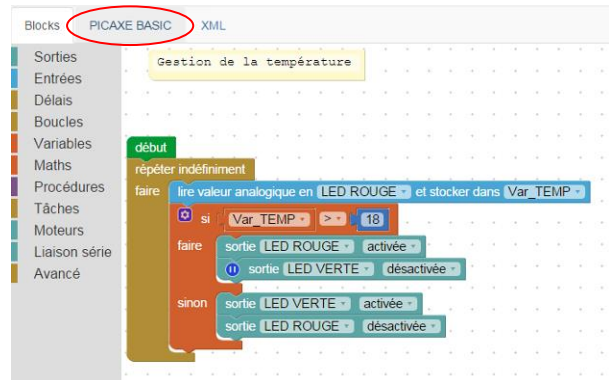 Blocks PICAXE BASIC XML
Sorties
Entrées
Délais
Boucles
Variables
Maths
Procédures
Tâches
Moteurs
Liaison série
Avancé
Gestion de la température
début
répéter indéfiniment
faire lire valeur analogique en LED ROUGE et stocker dans Var_TEMP
si Var_TEMP > 18
faire sortie LED ROUGE activée
sortie LED VERTE désactivée
sinon sortie LED VERTE activée
sortie LED ROUGE désactivée